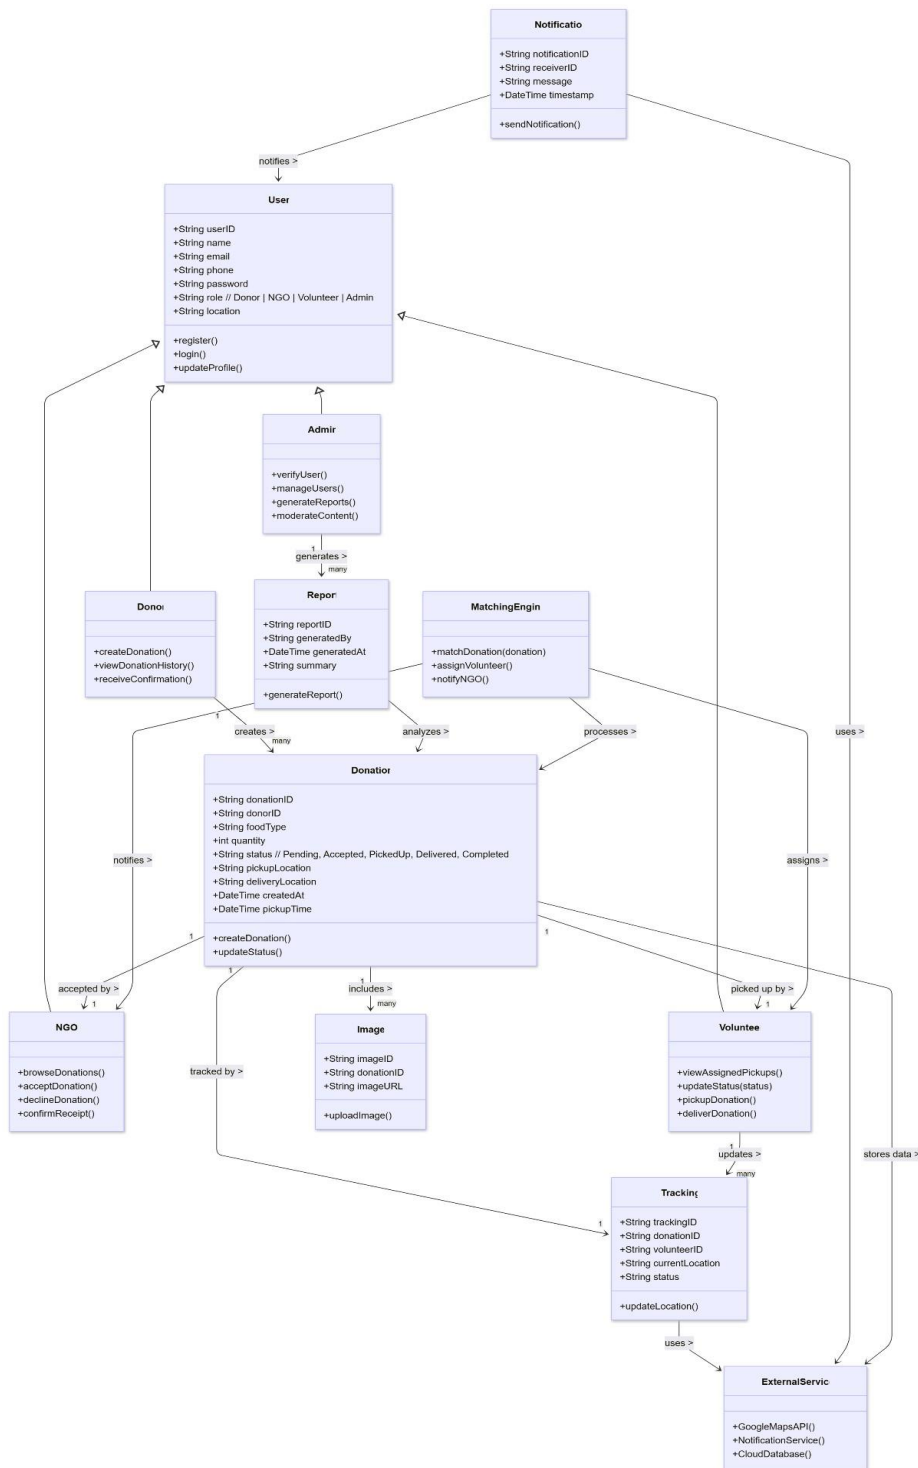 Notificatio
+String notificationID
+String receiverID
+String message
+DateTime timestamp
+sendNotification()
notifies >
User
+String userID
+String name
+String email
+String phone
+String password
+String role // Donor | NGO | Volunteer | Admin
+String location
+register()
+login()
+updateProfile()
Admir
+verifyUser()
+manageUsers()
+generateReports()
+moderateContent()
1
generates >
many
Donor
+createDonation()
+viewDonationHistory()
+receiveConfirmation()
Report
+String reportID
+String generatedBy
+DateTime generatedAt
+String summary
+generateReport()
MatchingEngin
+matchDonation(donation)
+assignVolunteer()
+notifyNGO()
1
creates >
many
analyzes >
processes >
uses >
Donation
+String donationID
+String donorID
+String foodType
+int quantity
+String status // Pending, Accepted, PickedUp, Delivered, Completed
+String pickupLocation
+String deliveryLocation
+DateTime createdAt
+DateTime pickupTime
+createDonation()
+updateStatus()
notifies >
assigns >
1
accepted by >
1
1
1
includes >
many
1
picked up by >
1
NGO
+browseDonations()
+acceptDonation()
+declineDonation()
+confirmReceipt()
tracked by >
Image
+String imageID
+String donationID
+String imageURL
+uploadImage()
Voluntee
+viewAssignedPickups()
+updateStatus(status)
+pickupDonation()
+deliverDonation()
1
updates >
many
stores data >
1
Tracking
+String trackingID
+String donationID
+String volunteerID
+String currentLocation
+String status
+updateLocation()
uses >
ExternalServic
+GoogleMapsAPI()
+NotificationService()
+CloudDatabase()